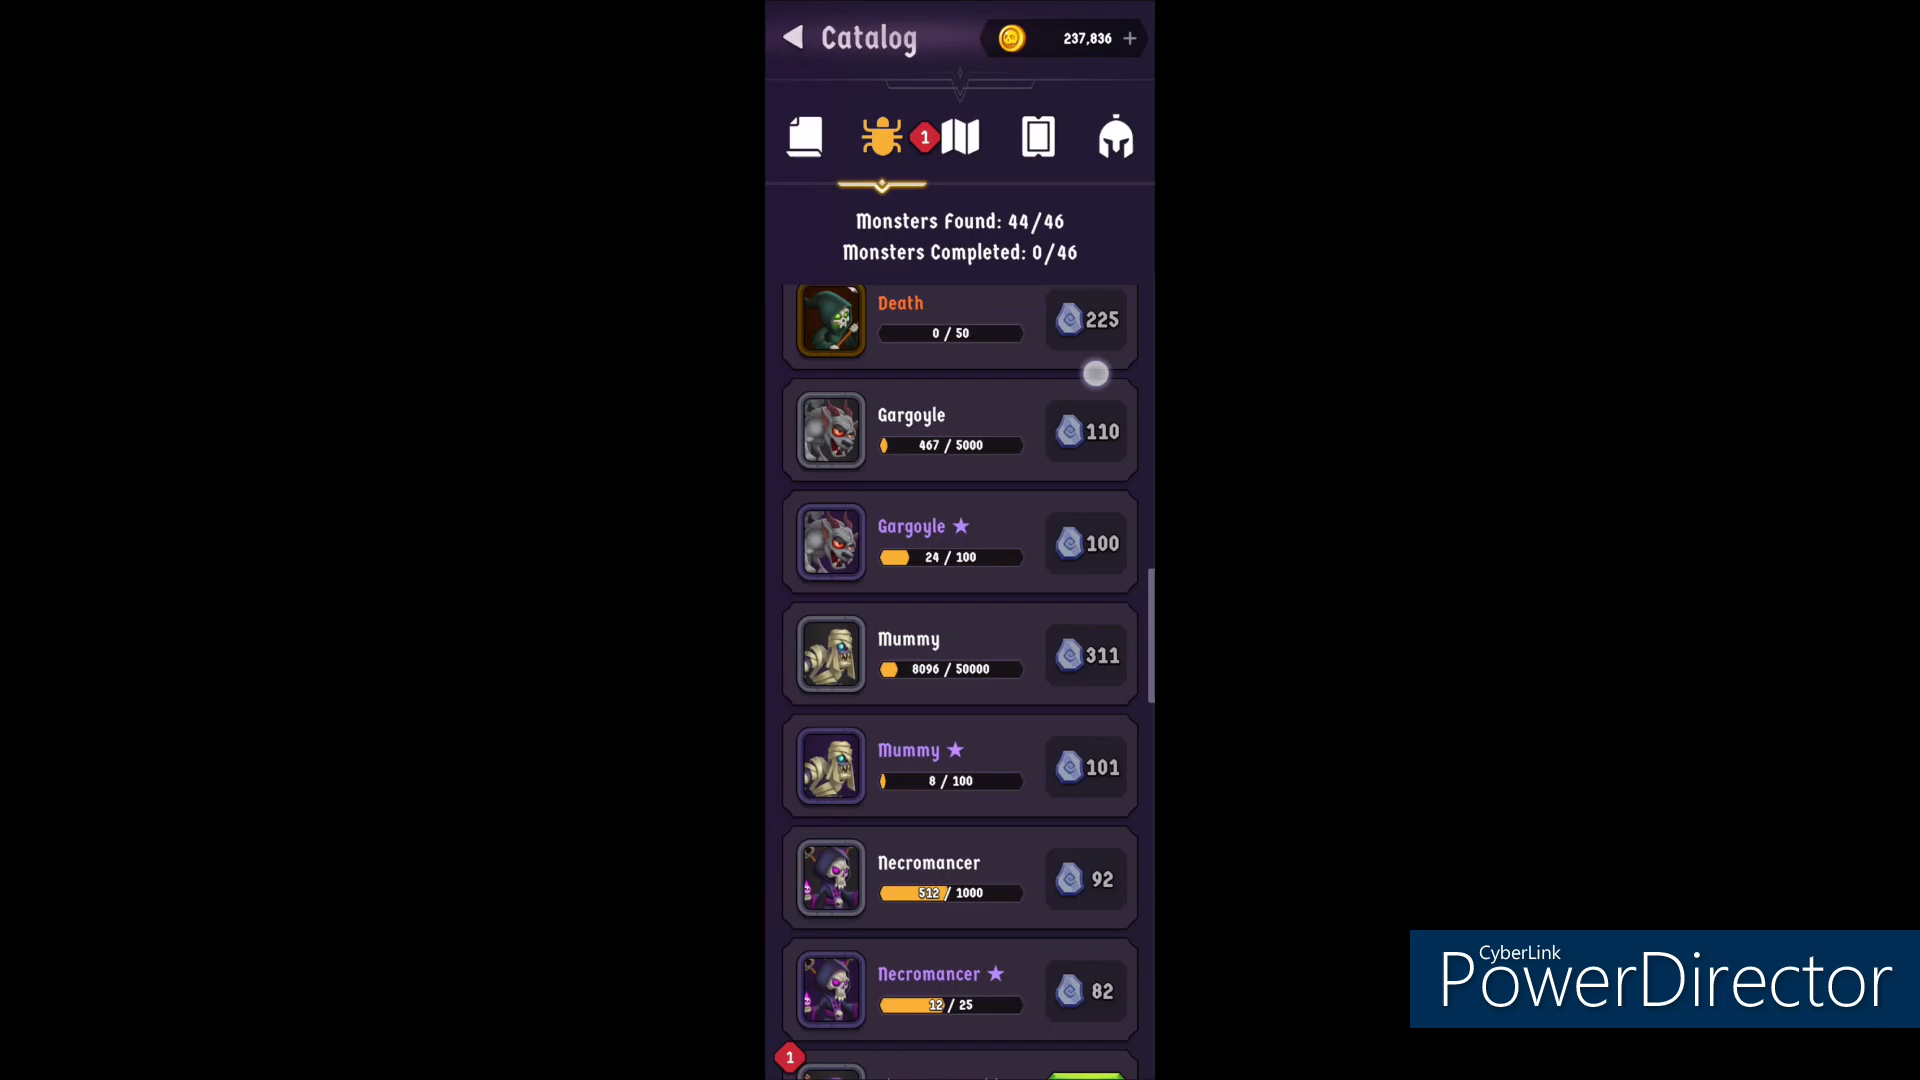 Catalog
237,836 +
1
Monsters Found: 44/46
Monsters Completed: 0/46
Death
0 / 50
225
Gargoyle
467 / 5000
110
Gargoyle ★
24 / 100
100
Mummy
8096 / 50000
311
Mummy ★
8 / 100
101
Necromancer
512 / 1000
92
Necromancer ★
12 / 25
82
1
CyberLink
PowerDirector